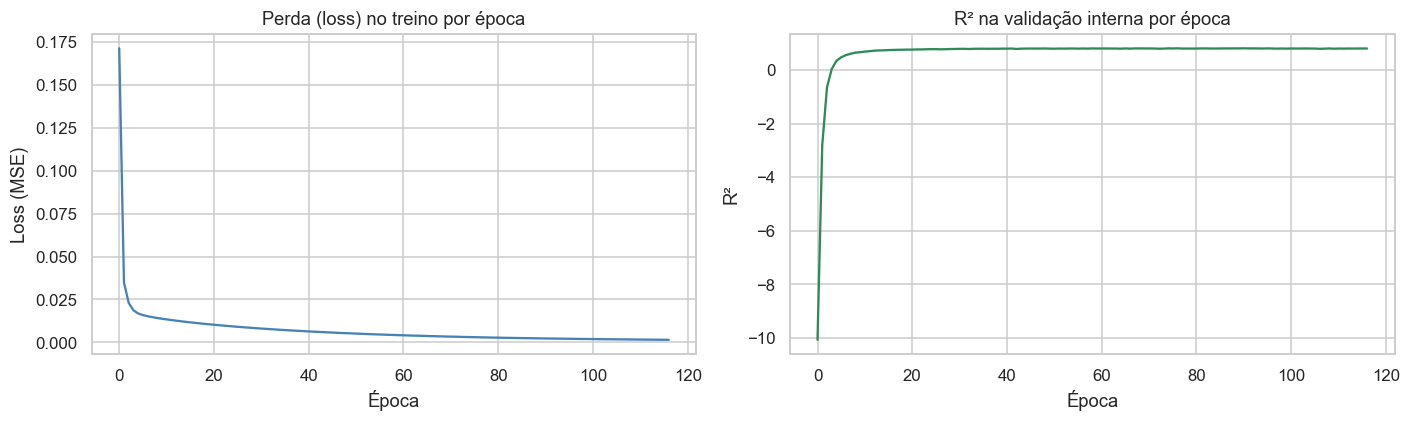 Perda (loss) no treino por época
0.175
0.150
0.125
0.100
0.075
0.050
0.025
0.000
Loss (MSE)
0 20 40 60 80 100 120
Época
R² na validação interna por época
0
−2
−4
−6
−8
−10
R²
0 20 40 60 80 100 120
Época